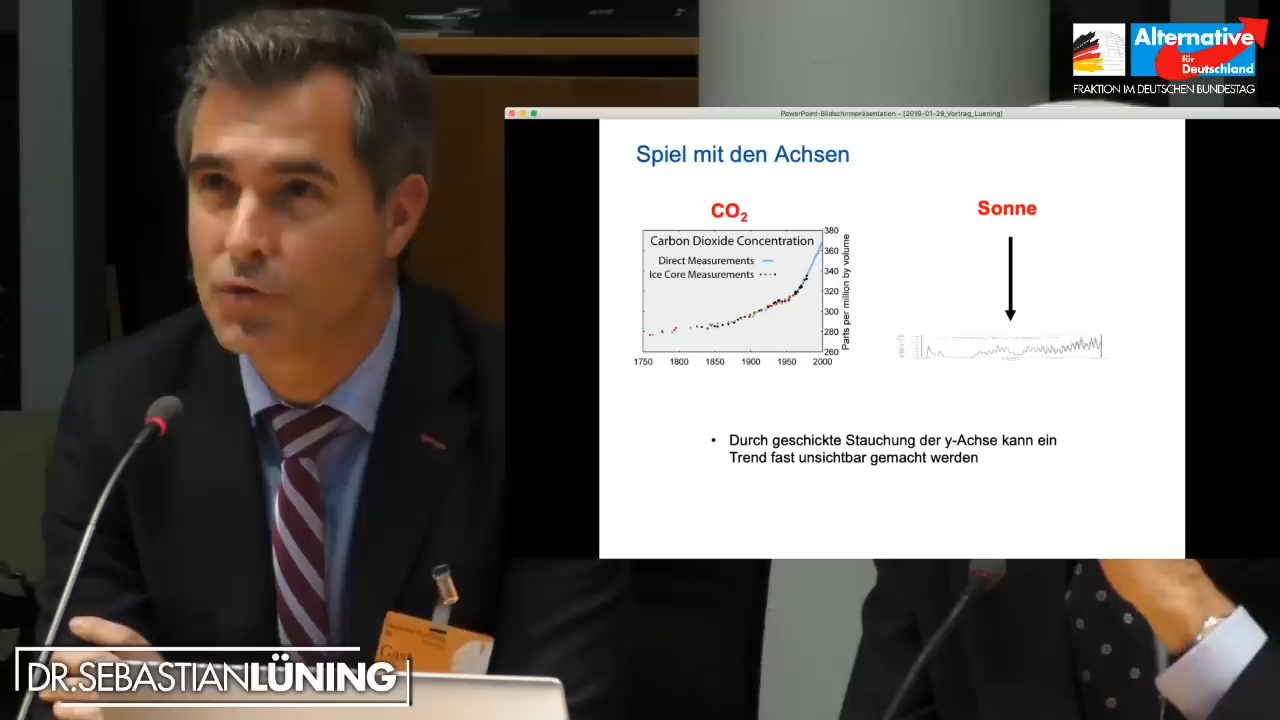 Alternative
für
Deutschland
FRAKTION IM DEUTSCHEN BUNDESTAG
PowerPoint-Bildschirmpräsentation - [2019-01-28_Vortrag_Luening]
Spiel mit den Achsen
CO₂
Sonne
Carbon Dioxide Concentration
Direct Measurements
Ice Core Measurements
380
360
340
320
300
280
260
Parts per million by volume
1750 1800 1850 1900 1950 2000
• Durch geschickte Stauchung der y-Achse kann ein
Trend fast unsichtbar gemacht werden
Gast
DR.SEBASTIANLÜNING